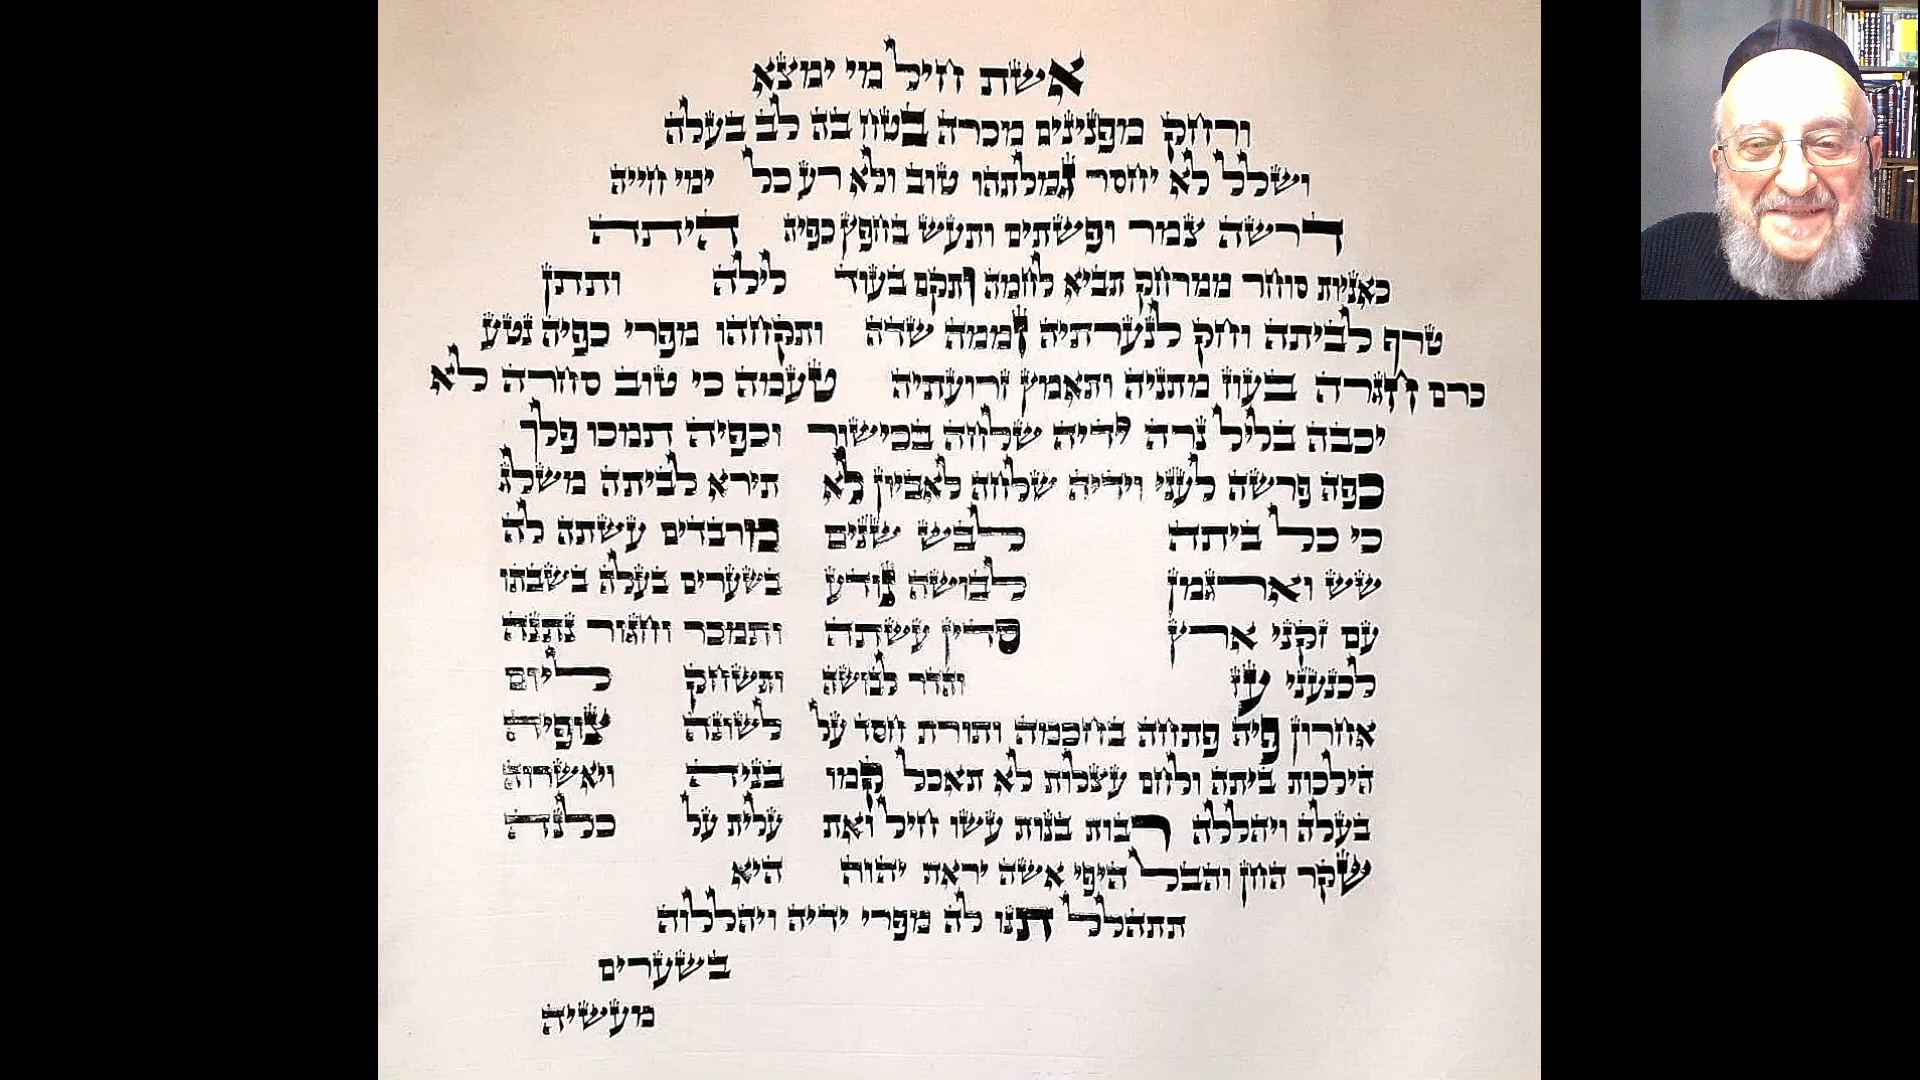 אשת חיל מי ימצא
ורחק מפנינים מכרה בטח בה לב בעלה
ושלל לא יחסר גמלתהו טוב ולא רע כל ימי חייה
דרשה צמר ופשתים ותעש בחפץ כפיה היתה
כאניות סוחר ממרחק תביא לחמה ותקם בעוד לילה ותתן
טרף לביתה וחק לנערתיה זממה שדה ותקחהו מפרי כפיה נטע
כרם חגרה בעוז מתניה ותאמץ זרועתיה טעמה כי טוב סחרה לא
יכבה בליל נרה ידיה שלחה בכישור וכפיה תמכו פלך
כפה פרשה לעני וידיה שלחה לאביון לא תירא לביתה משלג
כי כל ביתה לבש שנים מרבדים עשתה לה
שש וארגמן לבושה נודע בשערים בעלה בשבתו
עם זקני ארץ סדין עשתה ותמכר וחגור נתנה
לכנעני עז והדר לבושה ותשחק ליום
אחרון פיה פתחה בחכמה ותורת חסד על לשונה צופיה
הילכות ביתה ולחם עצלות לא תאכל קמו בניה ויאשרוה
בעלה ויהללה רבות בנות עשו חיל ואת עלית על כלנה
שקר החן והבל היפי אשה יראת יהוה היא
תתהלל תנו לה מפרי ידיה ויהללוה
בשערים
מעשיה